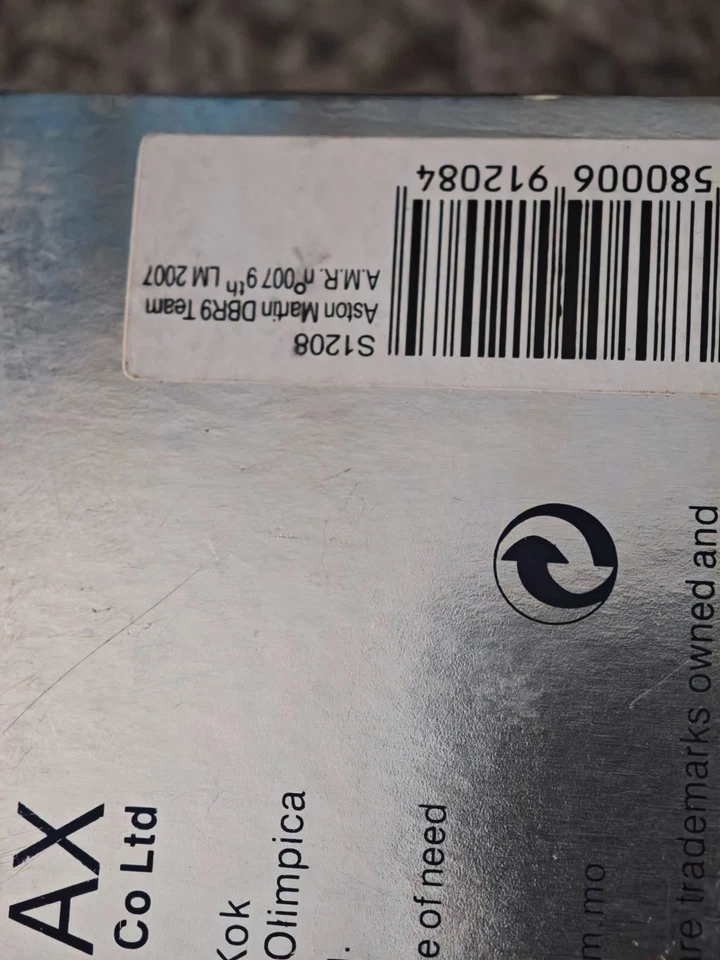 580006 912084
S1208
Aston Martin DBR9 Team
A.M.R. nº007 9th LM 2007
AX
Co Ltd
Kok
Olimpica
e of need
m.mo
re trademarks owned and